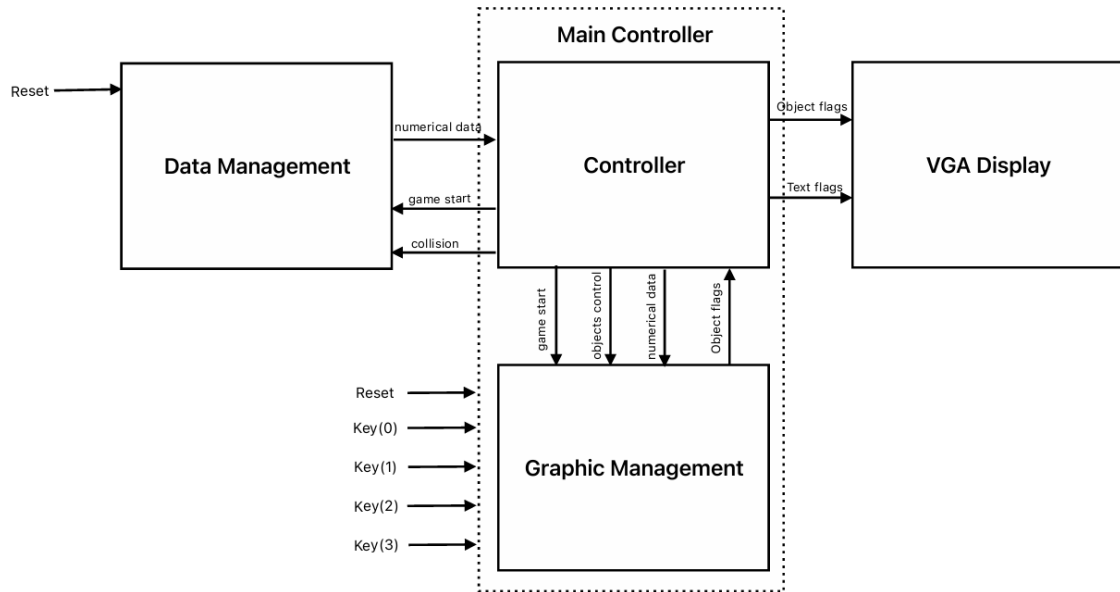 Main Controller
Reset
Data Management
numerical data
game start
collision
Controller
Object flags
Text flags
VGA Display
game start
objects control
numerical data
Object flags
Reset
Key(0)
Key(1)
Key(2)
Key(3)
Graphic Management